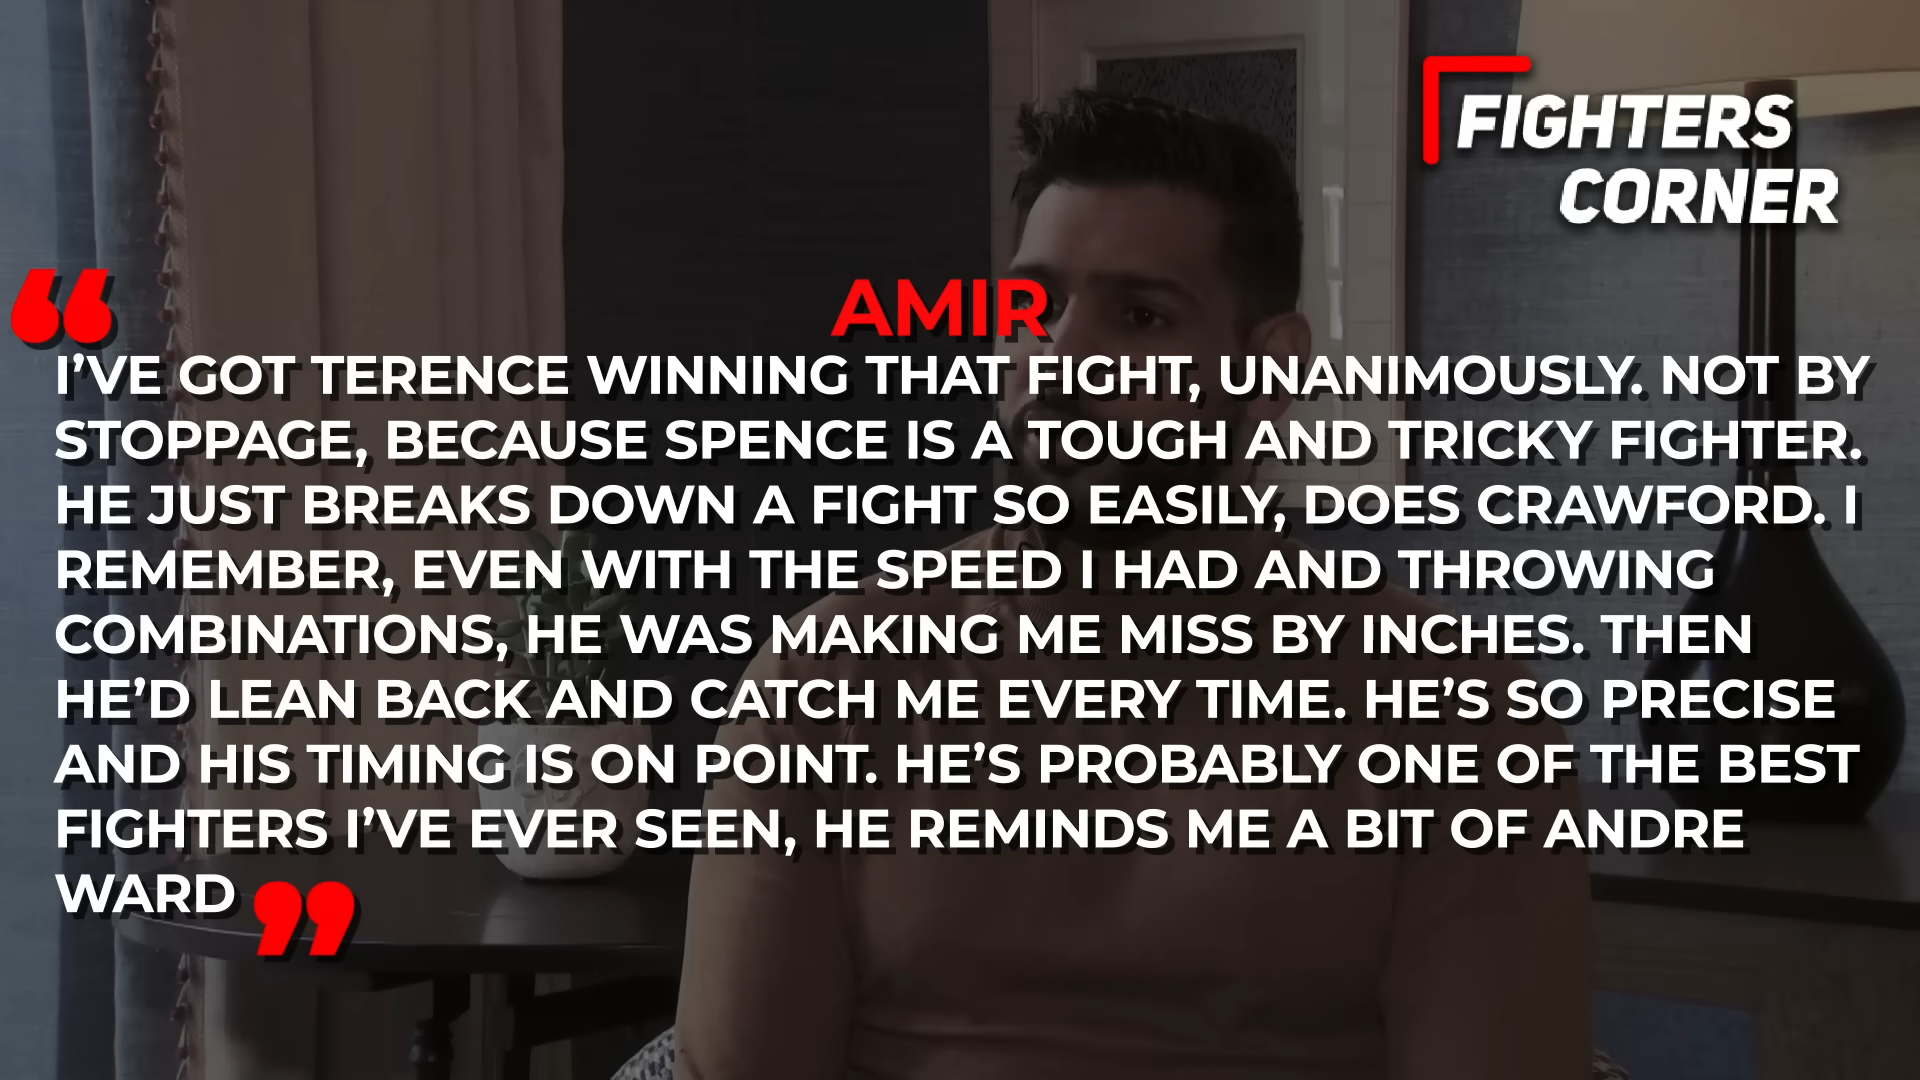 FIGHTERS
CORNER
“
AMIR
I’VE GOT TERENCE WINNING THAT FIGHT, UNANIMOUSLY. NOT BY
STOPPAGE, BECAUSE SPENCE IS A TOUGH AND TRICKY FIGHTER.
HE JUST BREAKS DOWN A FIGHT SO EASILY, DOES CRAWFORD. I
REMEMBER, EVEN WITH THE SPEED I HAD AND THROWING
COMBINATIONS, HE WAS MAKING ME MISS BY INCHES. THEN
HE’D LEAN BACK AND CATCH ME EVERY TIME. HE’S SO PRECISE
AND HIS TIMING IS ON POINT. HE’S PROBABLY ONE OF THE BEST
FIGHTERS I’VE EVER SEEN, HE REMINDS ME A BIT OF ANDRE
WARD ”